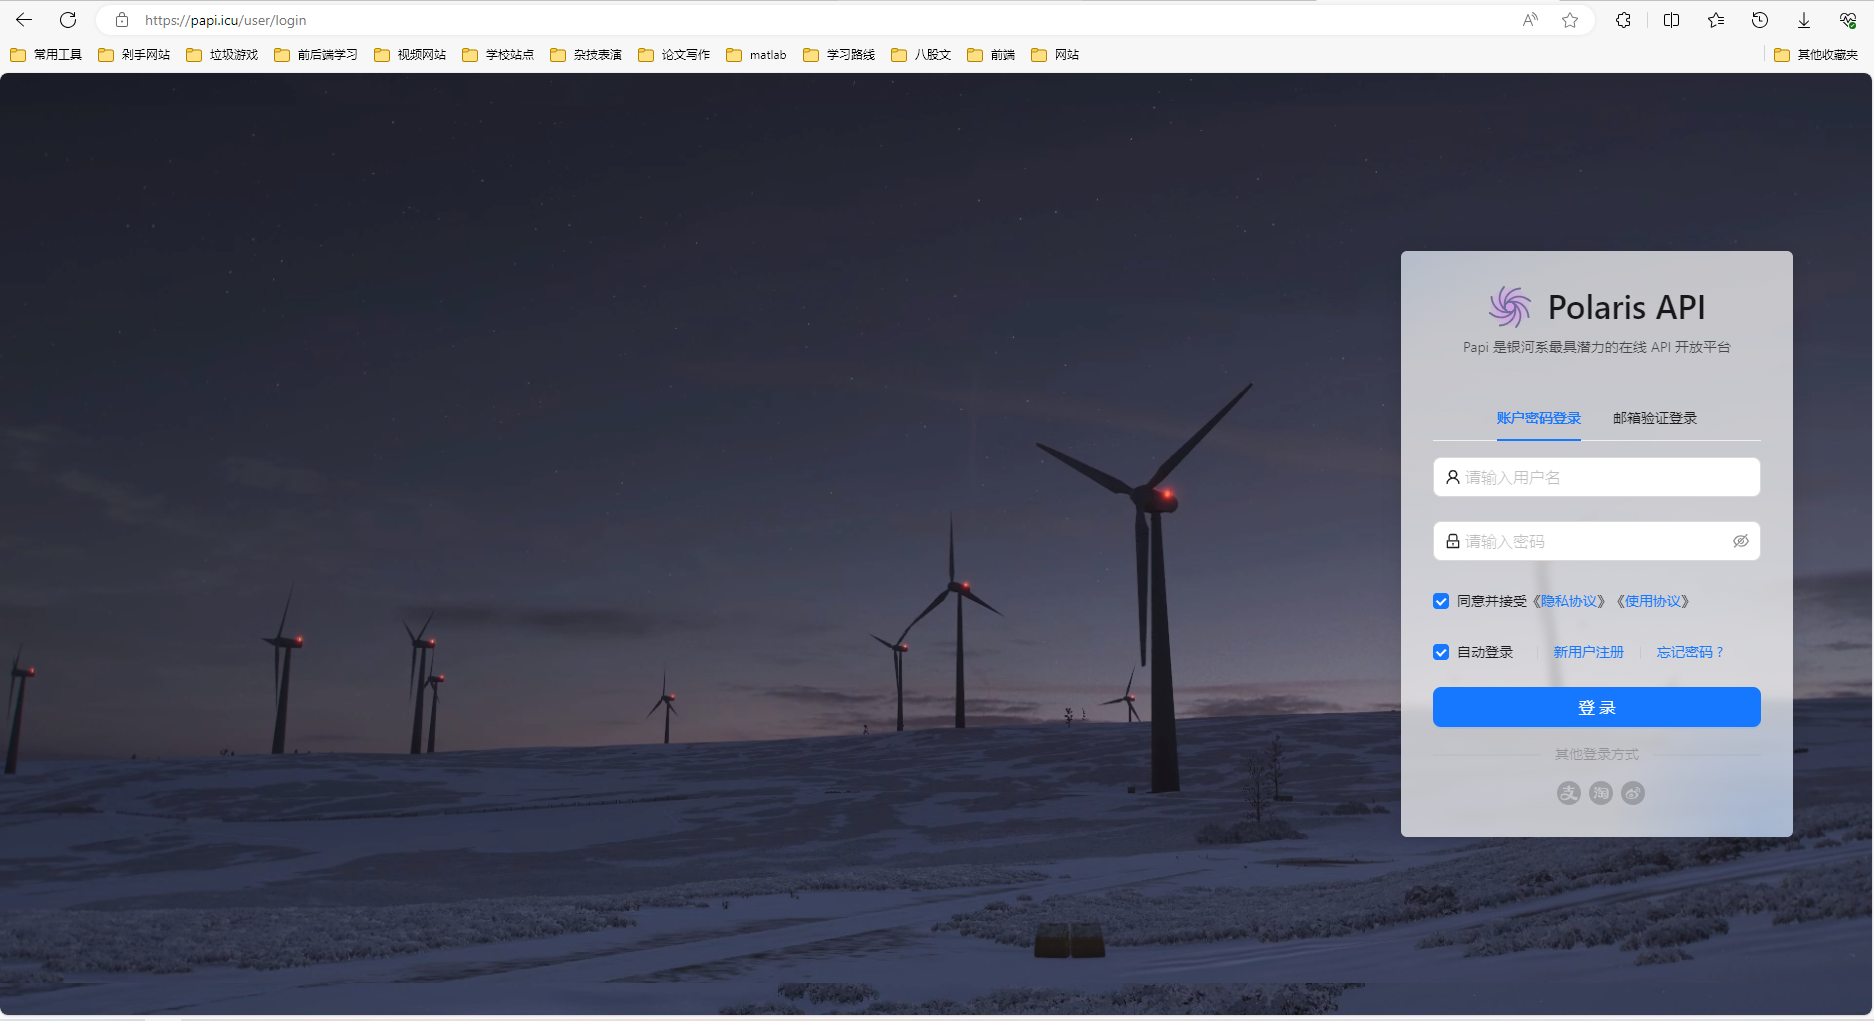 https://papi.icu/user/login
常用工具 剁手网站 垃圾游戏 前后端学习 视频网站 学校站点 杂技表演 论文写作 matlab 学习路线 八股文 前端 网站 其他收藏夹
Polaris API
Papi 是银河系最具潜力的在线 API 开放平台
账户密码登录 邮箱验证登录
请输入用户名
请输入密码
同意并接受《隐私协议》《使用协议》
自动登录 新用户注册 忘记密码？
登 录
其他登录方式
支 淘